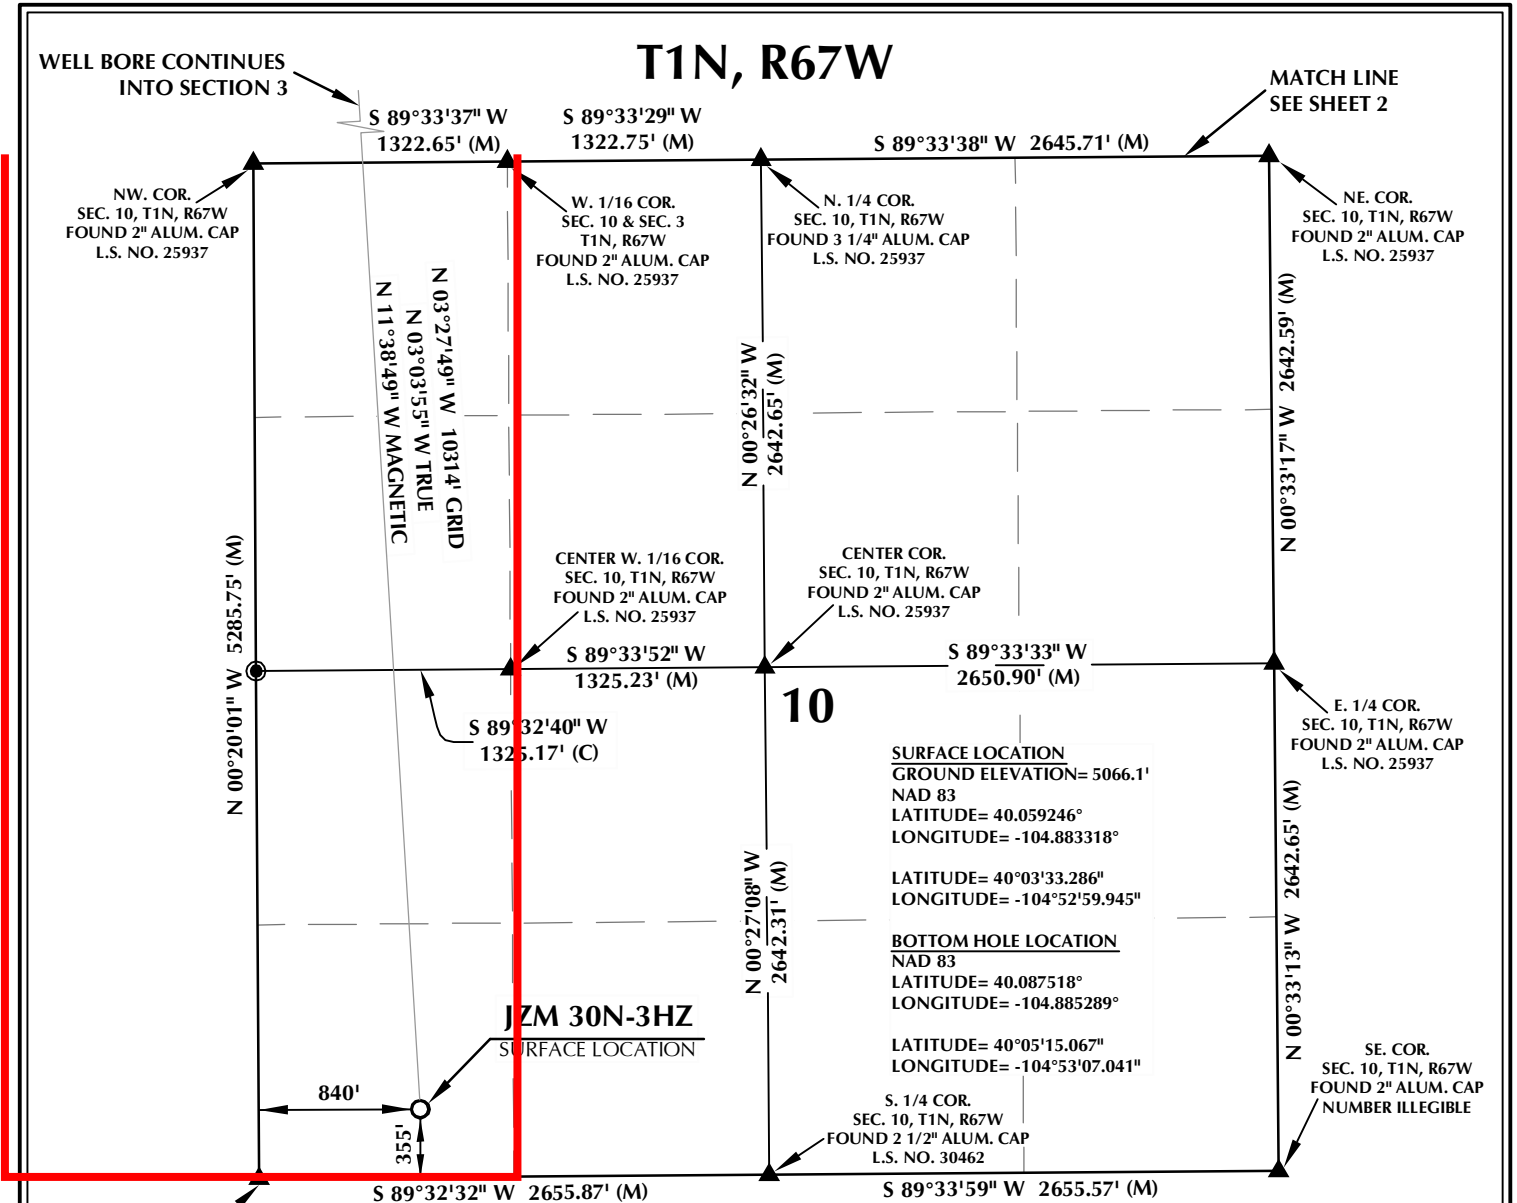 T1N, R67W
WELL BORE CONTINUES
INTO SECTION 3
MATCH LINE
SEE SHEET 2
S 89°33'37" W
1322.65' (M)
S 89°33'29" W
1322.75' (M)
S 89°33'38" W 2645.71' (M)
NW. COR.
SEC. 10, T1N, R67W
FOUND 2" ALUM. CAP
L.S. NO. 25937
W. 1/16 COR.
SEC. 10 & SEC. 3
T1N, R67W
FOUND 2" ALUM. CAP
L.S. NO. 25937
N. 1/4 COR.
SEC. 10, T1N, R67W
FOUND 3 1/4" ALUM. CAP
L.S. NO. 25937
NE. COR.
SEC. 10, T1N, R67W
FOUND 2" ALUM. CAP
L.S. NO. 25937
N 03°27'49" W 10314' GRID
N 03°03'55" W TRUE
N 11°38'49" W MAGNETIC
N 00°26'32" W
2642.65' (M)
N 00°33'17" W 2642.59' (M)
N 00°20'01" W 5285.75' (M)
CENTER W. 1/16 COR.
SEC. 10, T1N, R67W
FOUND 2" ALUM. CAP
L.S. NO. 25937
CENTER COR.
SEC. 10, T1N, R67W
FOUND 2" ALUM. CAP
L.S. NO. 25937
S 89°33'52" W
1325.23' (M)
S 89°33'33" W
2650.90' (M)
S 89°32'40" W
1325.17' (C)
10
E. 1/4 COR.
SEC. 10, T1N, R67W
FOUND 2" ALUM. CAP
L.S. NO. 25937
SURFACE LOCATION
GROUND ELEVATION= 5066.1'
NAD 83
LATITUDE= 40.059246°
LONGITUDE= -104.883318°
LATITUDE= 40°03'33.286"
LONGITUDE= -104°52'59.945"
BOTTOM HOLE LOCATION
NAD 83
LATITUDE= 40.087518°
LONGITUDE= -104.885289°
LATITUDE= 40°05'15.067"
LONGITUDE= -104°53'07.041"
N 00°27'08" W
2642.31' (M)
N 00°33'13" W 2642.65' (M)
JZM 30N-3HZ
SURFACE LOCATION
840'
355'
S. 1/4 COR.
SEC. 10, T1N, R67W
FOUND 2 1/2" ALUM. CAP
L.S. NO. 30462
SE. COR.
SEC. 10, T1N, R67W
FOUND 2" ALUM. CAP
NUMBER ILLEGIBLE
S 89°32'32" W 2655.87' (M)
S 89°33'59" W 2655.57' (M)